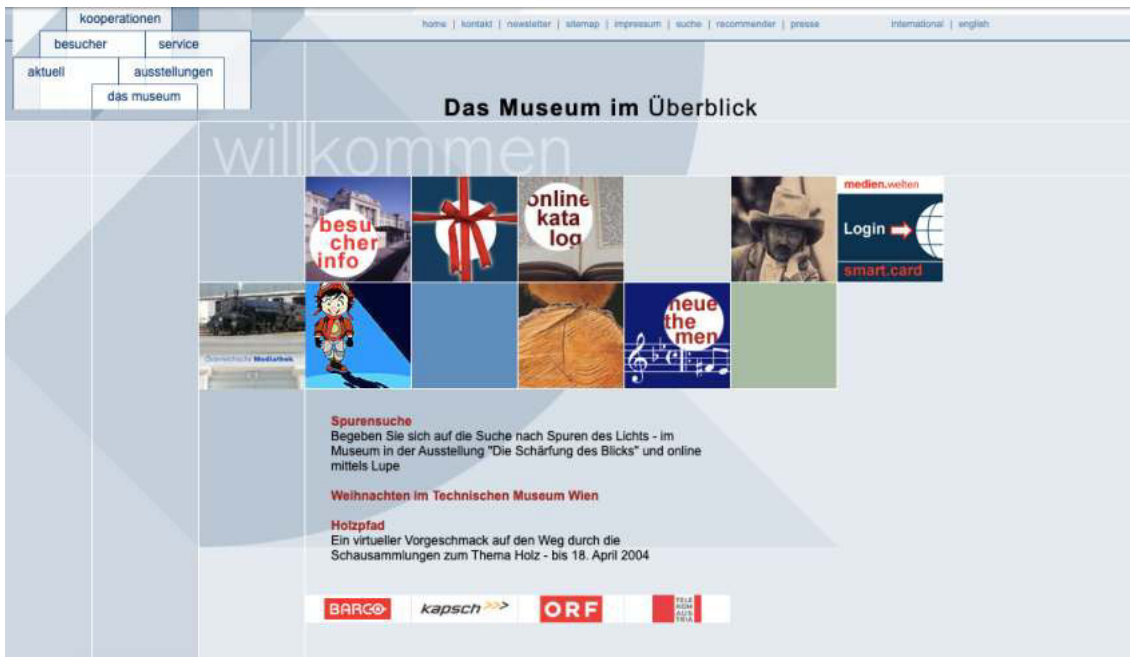 kooperationen
home | kontakt | newsletter | sitemap | impressum | suche | recommender | presse
international | english
besucher
service
aktuell
ausstellungen
das museum
Das Museum im Überblick
willkommen
besu
cher
info
online
kata
log
medien.welten
Login
smart.card
Österreichische Mediathek
neue
the
men
Spurensuche
Begeben Sie sich auf die Suche nach Spuren des Lichts - im
Museum in der Ausstellung "Die Schärfung des Blicks" und online
mittels Lupe
Weihnachten im Technischen Museum Wien
Holzpfad
Ein virtueller Vorgeschmack auf den Weg durch die
Schausammlungen zum Thema Holz - bis 18. April 2004
BARCO
kapsch >>>
ORF
TELE
KOM
AUS
TRIA